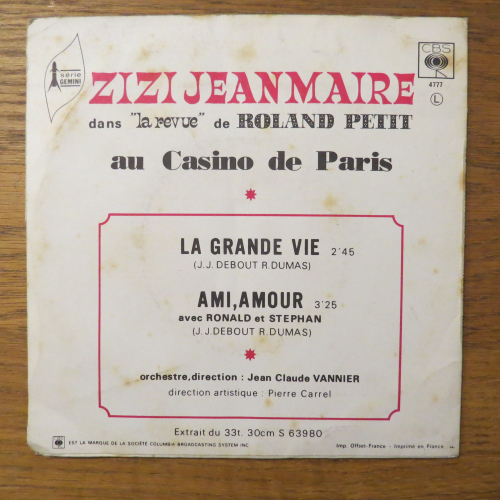 série
GEMINI
CBS
4777
L
ZIZI JEANMAIRE
dans "la revue" de ROLAND PETIT
au Casino de Paris
LA GRANDE VIE 2'45
(J.J.DEBOUT R.DUMAS)
AMI,AMOUR 3'25
avec RONALD et STEPHAN
(J.J.DEBOUT R.DUMAS)
orchestre,direction : Jean Claude VANNIER
direction artistique : Pierre Carrel
Extrait du 33t. 30cm S 63980
EST LA MARQUE DE LA SOCIÉTÉ COLUMBIA BROADCASTING SYSTEM INC
Imp. Offset-France - Imprimé en France